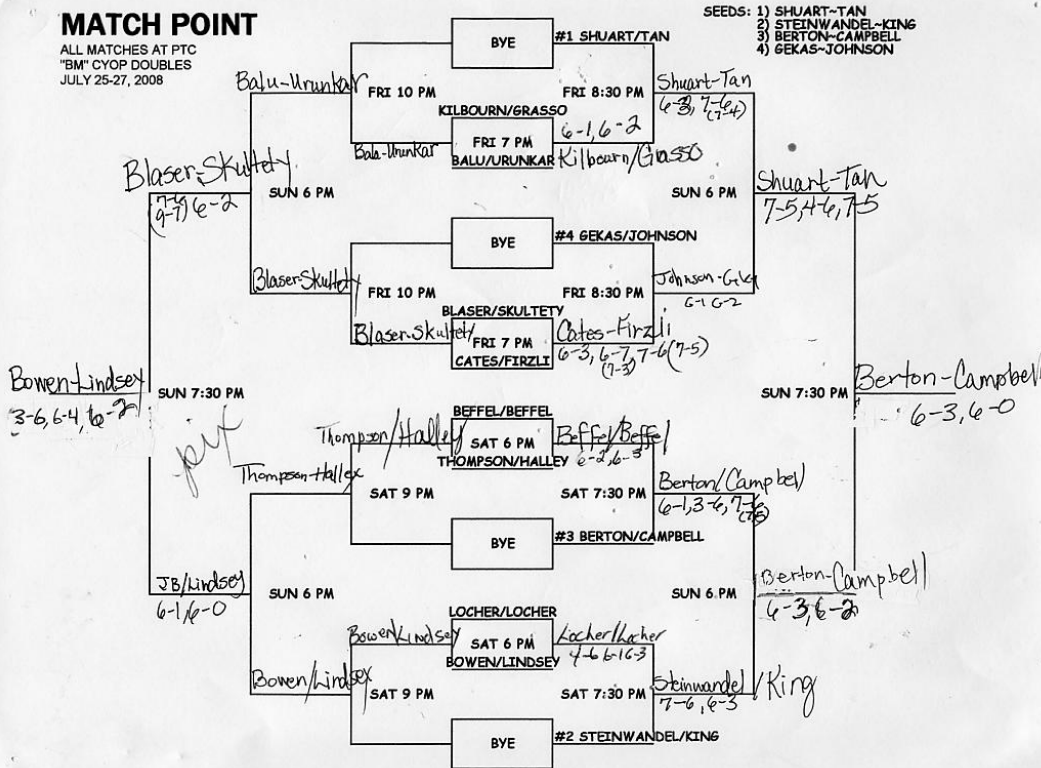 MATCH POINT
ALL MATCHES AT PTC
"BM" CYOP DOUBLES
JULY 25-27, 2008
SEEDS: 1) SHUART~TAN
2) STEINWANDEL~KING
3) BERTON~CAMPBELL
4) GEKAS~JOHNSON
BYE
#1 SHUART/TAN
Balu-Urunkar
FRI 10 PM
FRI 8:30 PM
Shuart-Tan
6-3, 7-6
(7-4)
KILBOURN/GRASSO
FRI 7 PM
BALU/URUNKAR
6-1, 6-2
Bala-Urunkar
Kilbourn/Grasso
Blaser-Skultety
7-6
(9-7) 6-2
SUN 6 PM
SUN 6 PM
Shuart-Tan
7-5, 4-6, 7-5
BYE
#4 GEKAS/JOHNSON
Blaser-Skultety
FRI 10 PM
FRI 8:30 PM
6-1 6-2
BLASER/SKULTETY
Blaser-Skultety
FRI 7 PM
CATES/FIRZLI
Cates-Firzli
6-3, 6-7, 7-6 (7-5)
(7-3)
Bowen-Lindsey
3-6, 6-4, 6-2
SUN 7:30 PM
SUN 7:30 PM
Berton-Campbell
6-3, 6-0
BEFFEL/BEFFEL
Thompson/Halley
SAT 6 PM
Beffel/Beffel
6-2, 6-3
THOMPSON/HALLEY
Thompson-Halley
SAT 9 PM
SAT 7:30 PM
Berton/Campbell
6-1, 3-6, 7-6
(7-5)
BYE
#3 BERTON/CAMPBELL
JB/Lindsey
6-1, 6-0
SUN 6 PM
SUN 6 PM
Berton-Campbell
6-3, 6-2
LOCHER/LOCHER
Bowen/Lindsey
SAT 6 PM
Locher/Locher
4-6 6-1 6-3
BOWEN/LINDSEY
Bowen/Lindsey
SAT 9 PM
SAT 7:30 PM
Steinwandel/King
7-6, 6-3
BYE
#2 STEINWANDEL/KING